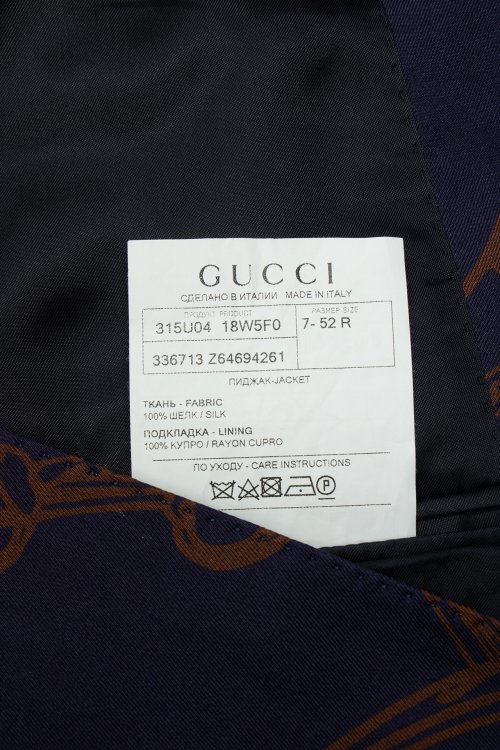 GUCCI
СДЕЛАНО В ИТАЛИИ MADE IN ITALY
ПРОДУКТ PRODUCT РАЗМЕР SIZE
315U04 18W5F0 7- 52 R
336713 Z64694261
ПИДЖАК-JACKET
ТКАНЬ - FABRIC
100% ШЕЛК / SILK
ПОДКЛАДКА - LINING
100% КУПРО / RAYON CUPRO
ПО УХОДУ - CARE INSTRUCTIONS
P